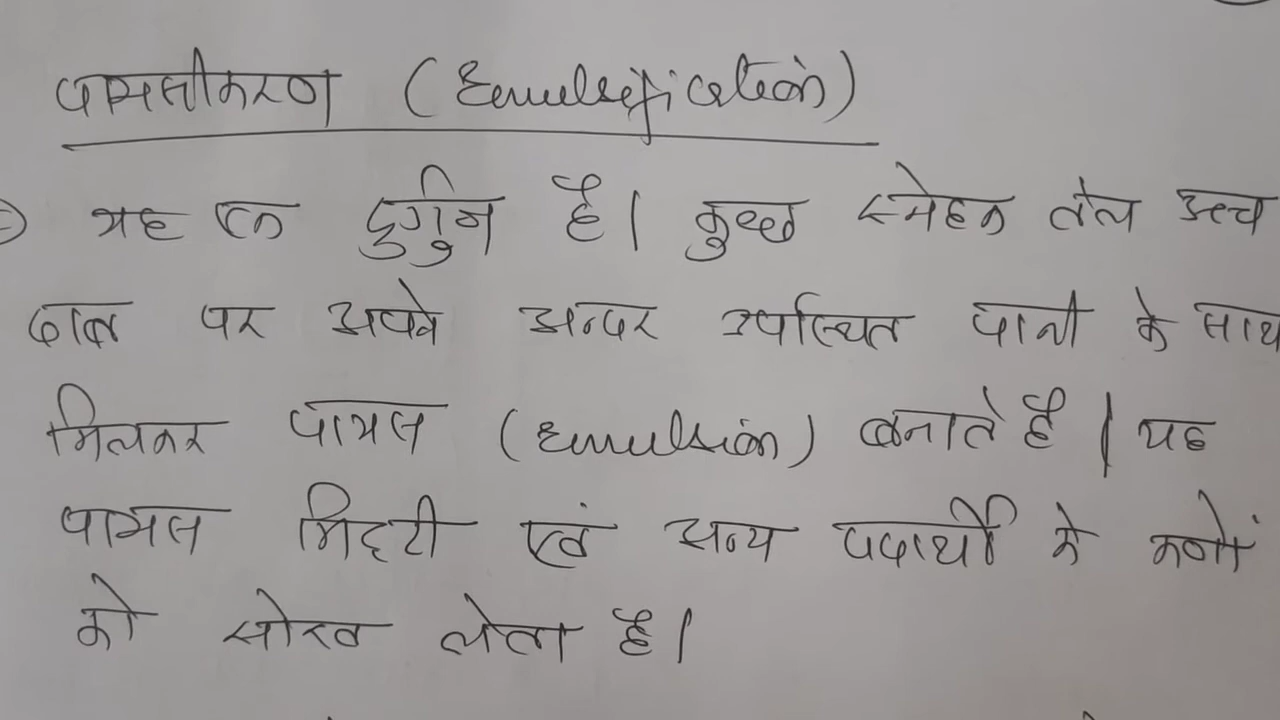 पायसीकरण (Emulsification)
यह एक दुर्गुण है। कुछ स्नेहक तेल उच्च
दाब पर अपने अन्दर उपस्थित पानी के साथ
मिलकर पायस (Emulsion) बनाते है। यह
पायस मिट्टी एवं अन्य पदार्थों के कणों
को सोख लेता है।